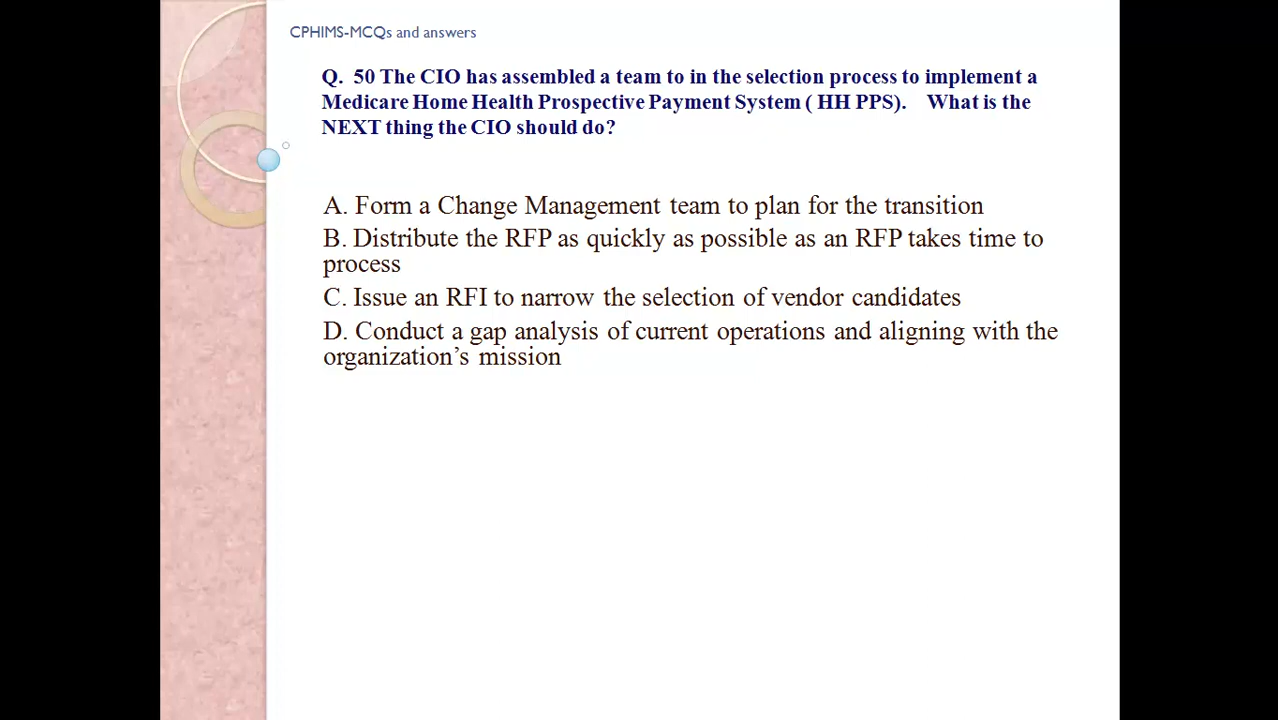 CPHIMS-MCQs and answers
Q. 50 The CIO has assembled a team to in the selection process to implement a
Medicare Home Health Prospective Payment System ( HH PPS). What is the
NEXT thing the CIO should do?
A. Form a Change Management team to plan for the transition
B. Distribute the RFP as quickly as possible as an RFP takes time to
process
C. Issue an RFI to narrow the selection of vendor candidates
D. Conduct a gap analysis of current operations and aligning with the
organization’s mission